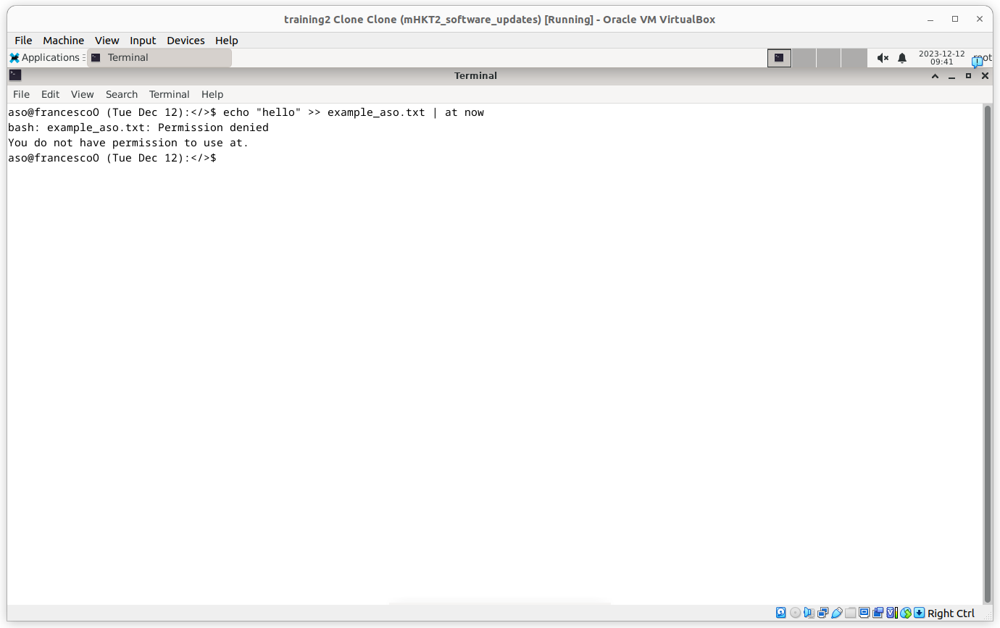 training2 Clone Clone (mHKT2_software_updates) [Running] - Oracle VM VirtualBox
File Machine View Input Devices Help
Applications Terminal 2023-12-12 root
09:41
Terminal
File Edit View Search Terminal Help
aso@francescoO (Tue Dec 12):</>$ echo "hello" >> example_aso.txt | at now
bash: example_aso.txt: Permission denied
You do not have permission to use at.
aso@francescoO (Tue Dec 12):</>$
Right Ctrl